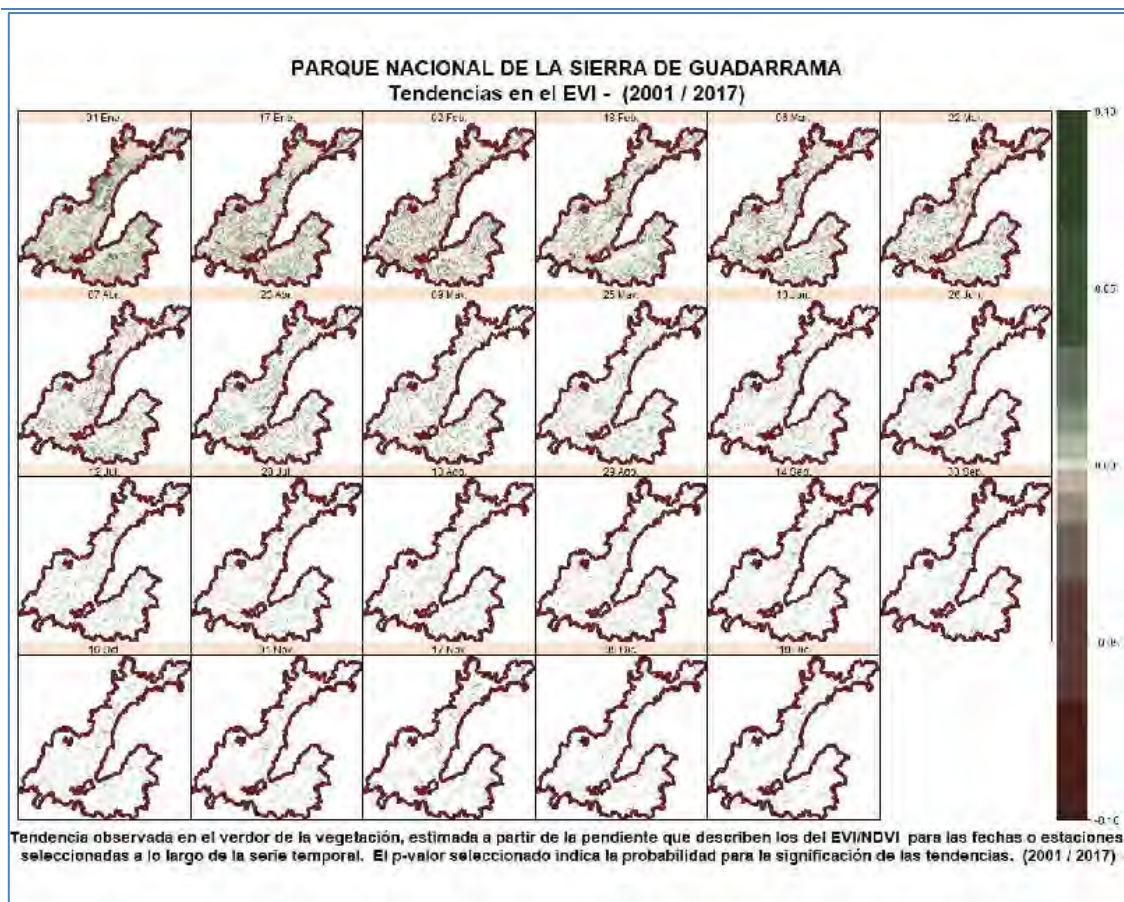 PARQUE NACIONAL DE LA SIERRA DE GUADARRAMA
Tendencias en el EVI - (2001 / 2017)
01 Ene. 17 Ene. 02 Feb. 18 Feb. 06 Mar. 22 Mar.
07 Abr. 23 Abr. 09 May. 25 May. 10 Jun. 26 Jun.
12 Jul. 28 Jul. 13 Ago. 29 Ago. 14 Sep. 30 Sep.
16 Oct. 01 Nov. 17 Nov. 03 Dic. 19 Dic.
0.10
0.05
0.00
-0.05
-0.10
Tendencia observada en el verdor de la vegetación, estimada a partir de la pendiente que describen los del EVI/NDVI para las fechas o estaciones
seleccionadas a lo largo de la serie temporal. El p-valor seleccionado indica la probabilidad para la significación de las tendencias. (2001 / 2017)